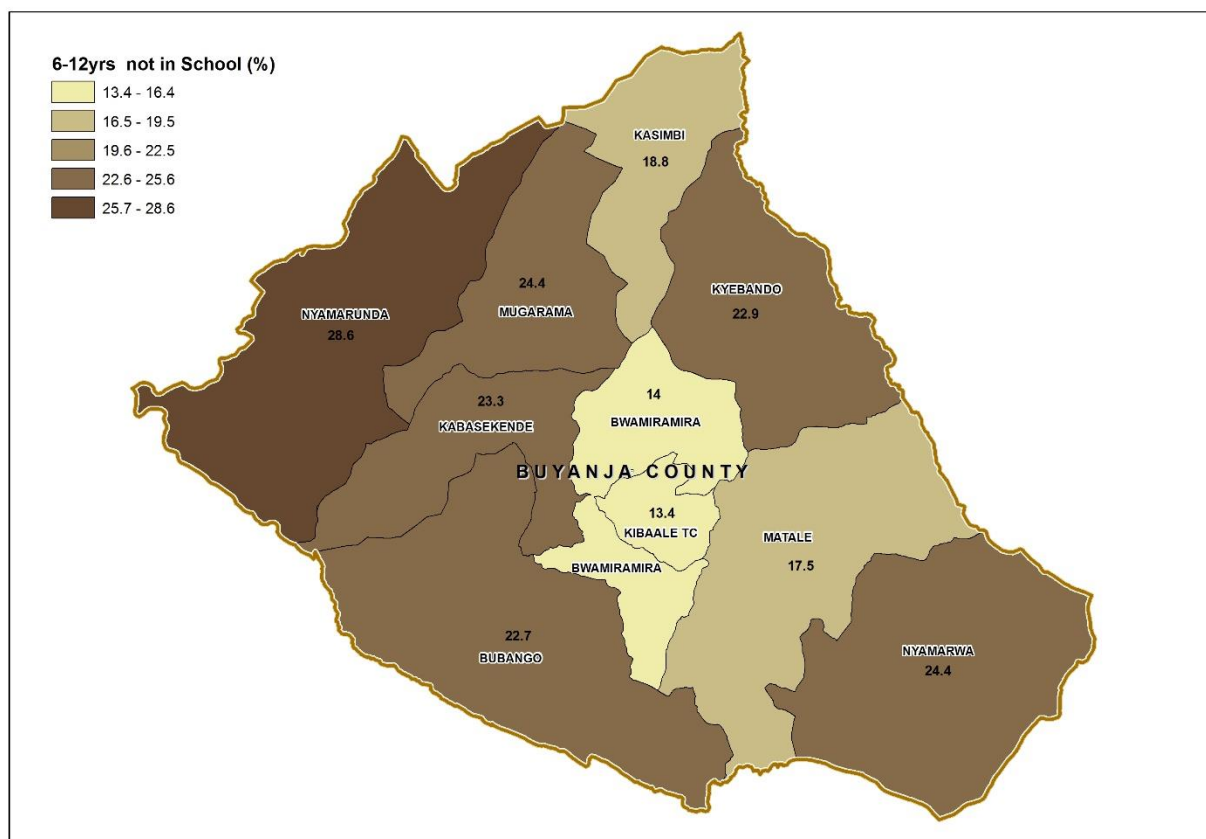 6-12yrs not in School (%)
13.4 - 16.4
16.5 - 19.5
19.6 - 22.5
22.6 - 25.6
25.7 - 28.6
KASIMBI
18.8
24.4
MUGARAMA
KYEBANDO
22.9
NYAMARUNDA
28.6
23.3
KABASEKENDE
14
BWAMIRAMIRA
BUYANJA COUNTY
13.4
KIBAALE TC
MATALE
17.5
BWAMIRAMIRA
22.7
BUBANGO
NYAMARWA
24.4